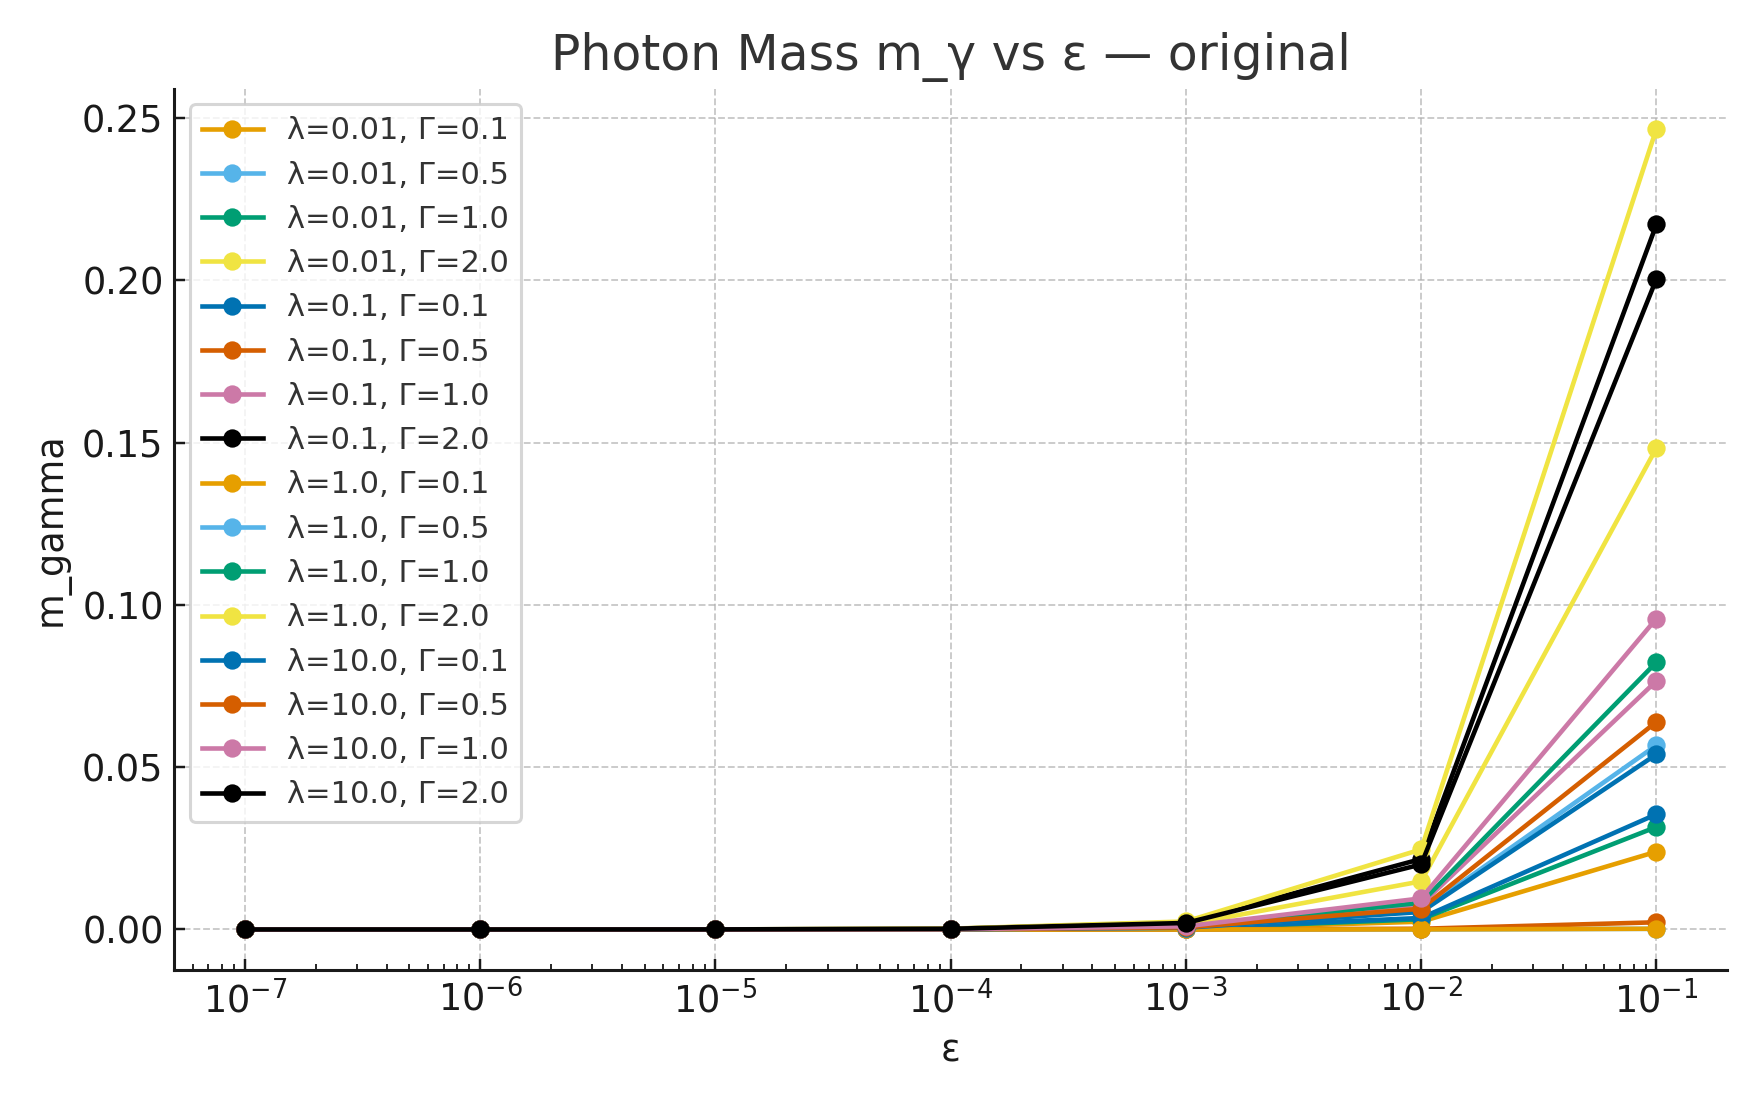 Photon Mass m_γ vs ε — original
m_gamma
0.25
0.20
0.15
0.10
0.05
0.00
λ=0.01, Γ=0.1
λ=0.01, Γ=0.5
λ=0.01, Γ=1.0
λ=0.01, Γ=2.0
λ=0.1, Γ=0.1
λ=0.1, Γ=0.5
λ=0.1, Γ=1.0
λ=0.1, Γ=2.0
λ=1.0, Γ=0.1
λ=1.0, Γ=0.5
λ=1.0, Γ=1.0
λ=1.0, Γ=2.0
λ=10.0, Γ=0.1
λ=10.0, Γ=0.5
λ=10.0, Γ=1.0
λ=10.0, Γ=2.0
10⁻⁷ 10⁻⁶ 10⁻⁵ 10⁻⁴ 10⁻³ 10⁻² 10⁻¹
ε